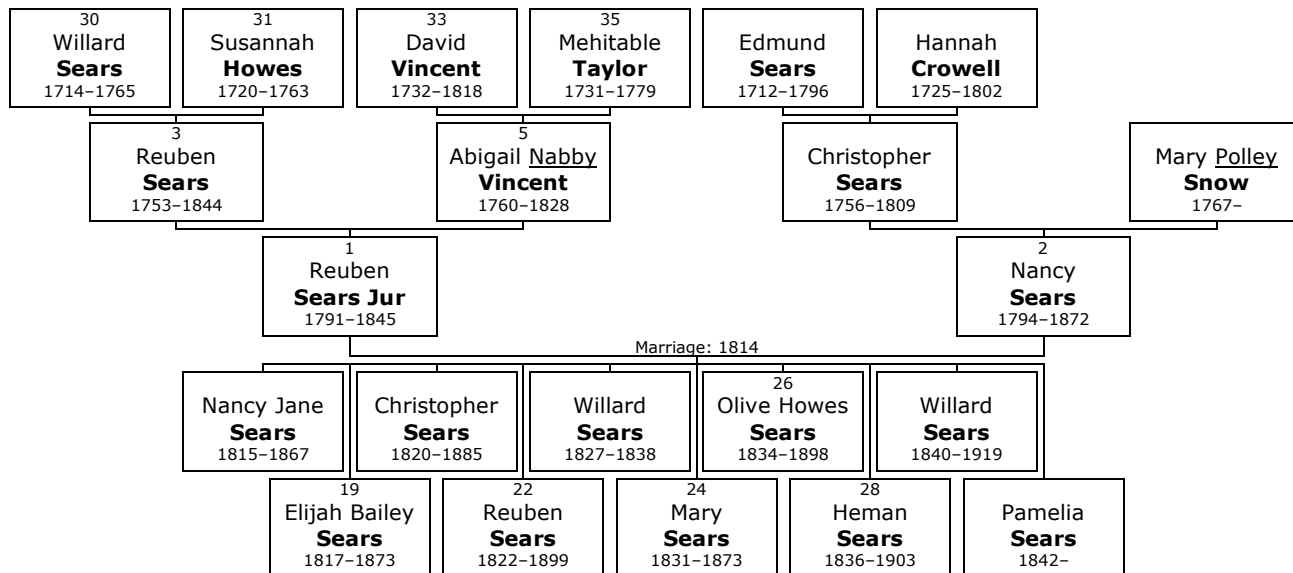 30
Willard
Sears
1714–1765
31
Susannah
Howes
1720–1763
33
David
Vincent
1732–1818
35
Mehitable
Taylor
1731–1779
Edmund
Sears
1712–1796
Hannah
Crowell
1725–1802
3
Reuben
Sears
1753–1844
5
Abigail Nabby
Vincent
1760–1828
Christopher
Sears
1756–1809
Mary Polley
Snow
1767–
1
Reuben
Sears Jur
1791–1845
2
Nancy
Sears
1794–1872
Marriage: 1814
Nancy Jane
Sears
1815–1867
Christopher
Sears
1820–1885
Willard
Sears
1827–1838
26
Olive Howes
Sears
1834–1898
Willard
Sears
1840–1919
19
Elijah Bailey
Sears
1817–1873
22
Reuben
Sears
1822–1899
24
Mary
Sears
1831–1873
28
Heman
Sears
1836–1903
Pamelia
Sears
1842–